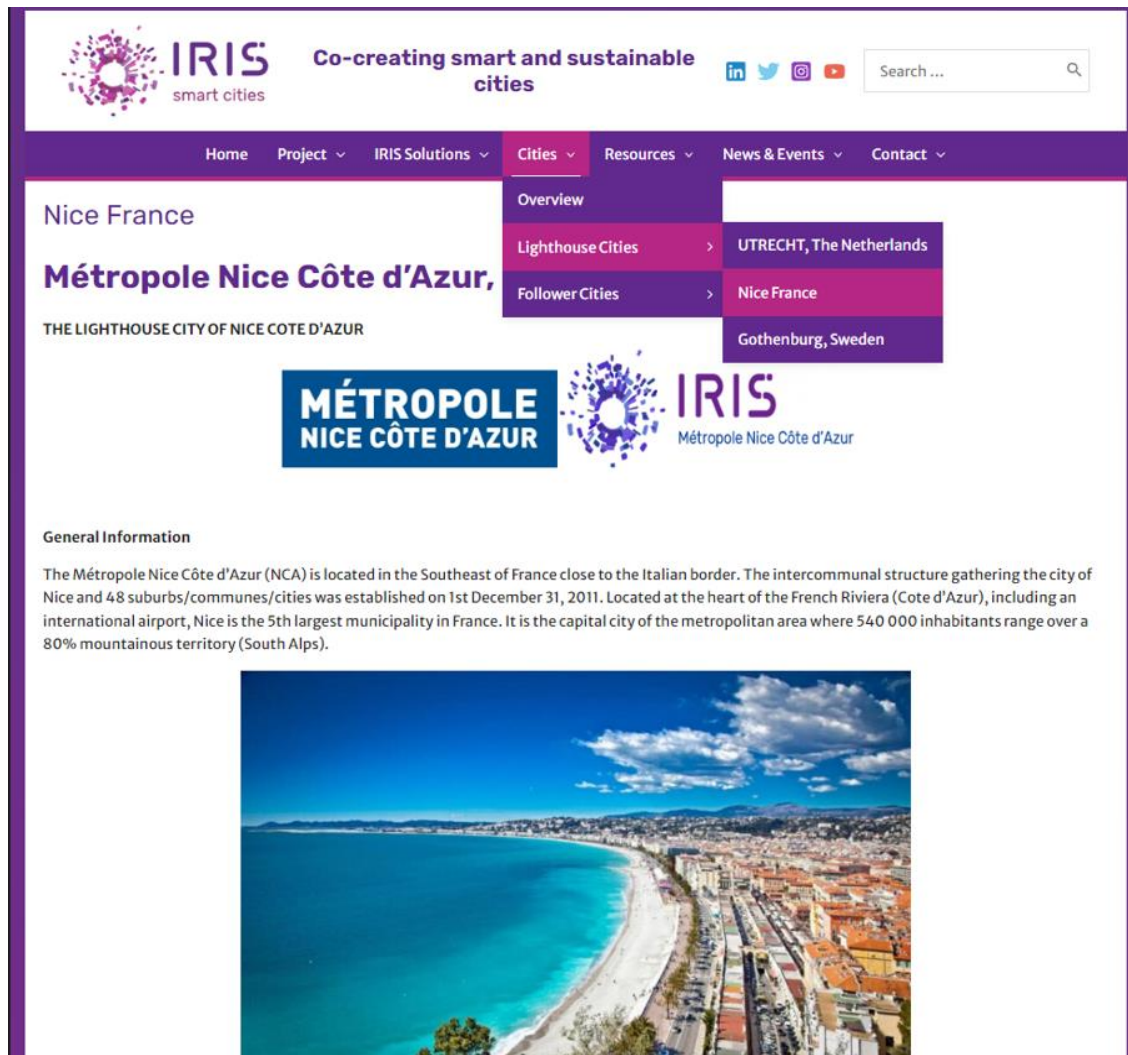 IRIS
smart cities
Co-creating smart and sustainable
cities
in
Search ...
Home Project IRIS Solutions Cities Resources News & Events Contact
Overview
Lighthouse Cities
Follower Cities
UTRECHT, The Netherlands
Nice France
Gothenburg, Sweden
Nice France
Métropole Nice Côte d’Azur,
THE LIGHTHOUSE CITY OF NICE COTE D’AZUR
MÉTROPOLE
NICE CÔTE D'AZUR
IRIS
Métropole Nice Côte d'Azur
General Information
The Métropole Nice Côte d’Azur (NCA) is located in the Southeast of France close to the Italian border. The intercommunal structure gathering the city of
Nice and 48 suburbs/communes/cities was established on 1st December 31, 2011. Located at the heart of the French Riviera (Cote d’Azur), including an
international airport, Nice is the 5th largest municipality in France. It is the capital city of the metropolitan area where 540 000 inhabitants range over a
80% mountainous territory (South Alps).